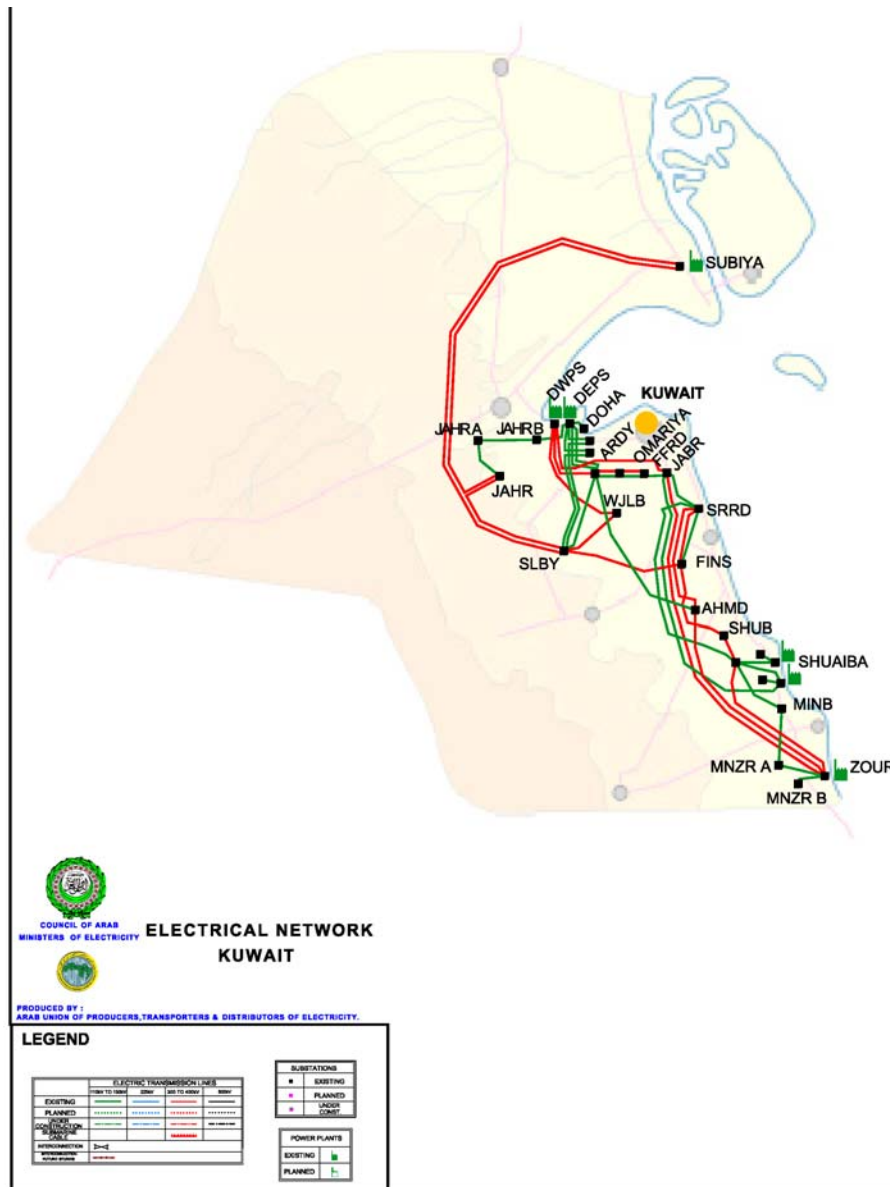 SUBIYA
DWPS
DEPS
DOHA
KUWAIT
JAHRA
JAHRB
ARDY
OMARIYA
FFRD
JABR
JAHR
WJLB
SRRD
SLBY
FINS
AHMD
SHUB
SHUAIBA
MINB
MNZR A
ZOUR
MNZR B
COUNCIL OF ARAB
MINISTERS OF ELECTRICITY
ELECTRICAL NETWORK
KUWAIT
PRODUCED BY :
ARAB UNION OF PRODUCERS,TRANSPORTERS & DISTRIBUTORS OF ELECTRICITY.
LEGEND
ELECTRIC TRANSMISSION LINES
EXISTING
PLANNED
UNDER CONSTRUCTION
SUBMARINE CABLE
INTERCONNECTION
SUBSTATIONS
EXISTING
PLANNED
UNDER CONST.
POWER PLANTS
EXISTING
PLANNED